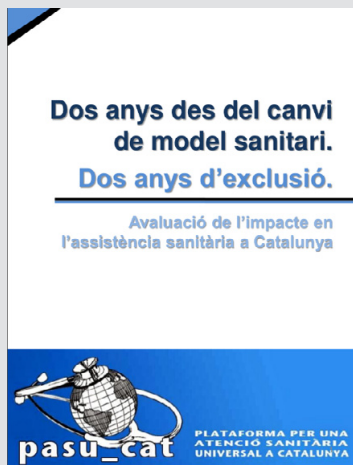 Dos anys des del canvi
de model sanitari.
Dos anys d'exclusió.
Avaluació de l'impacte en
l'assistència sanitària a Catalunya
pasu_cat
PLATAFORMA PER UNA
ATENCIÓ SANITÀRIA
UNIVERSAL A CATALUNYA